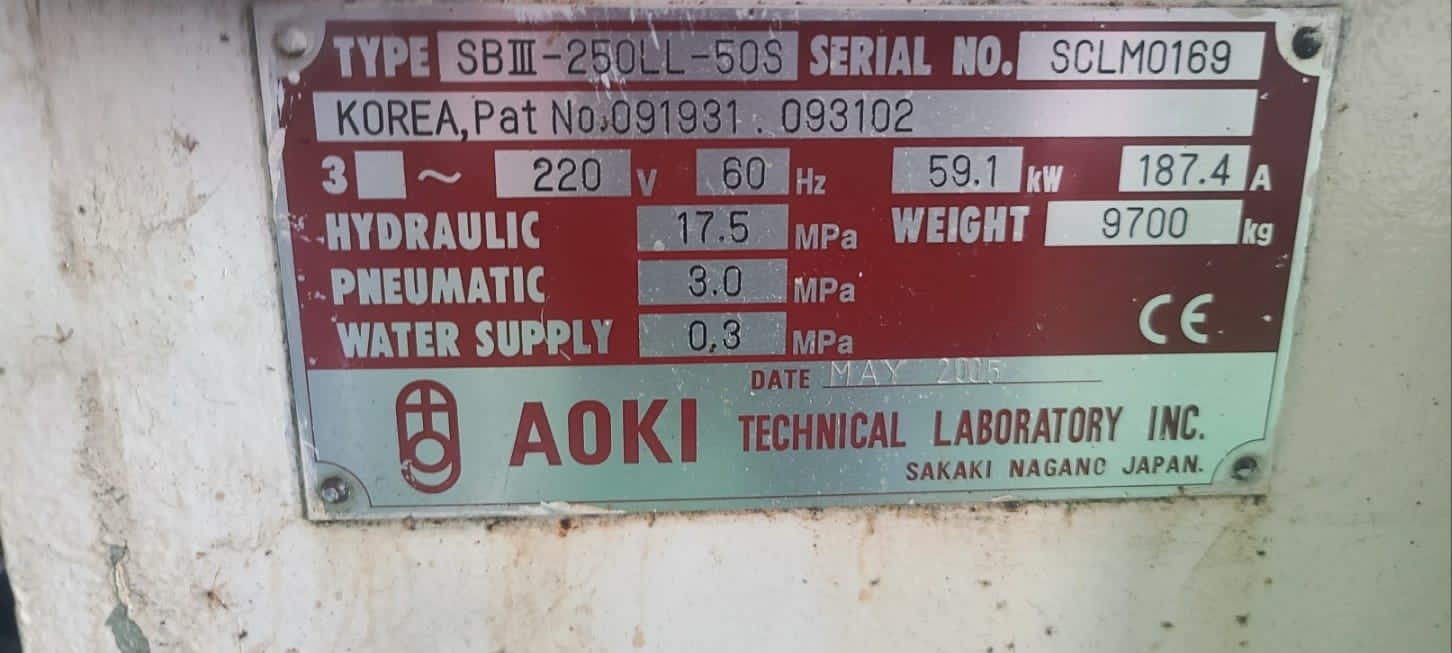 TYPE SBⅢ-250LL-50S SERIAL NO. SCLM0169
KOREA, Pat No. 091931 . 093102
3 ~ 220 V 60 Hz 59.1 kW 187.4 A
HYDRAULIC 17.5 MPa WEIGHT 9700 kg
PNEUMATIC 3.0 MPa
WATER SUPPLY 0,3 MPa
CE
DATE MAY 2005
AOKI TECHNICAL LABORATORY INC.
SAKAKI NAGANO JAPAN.